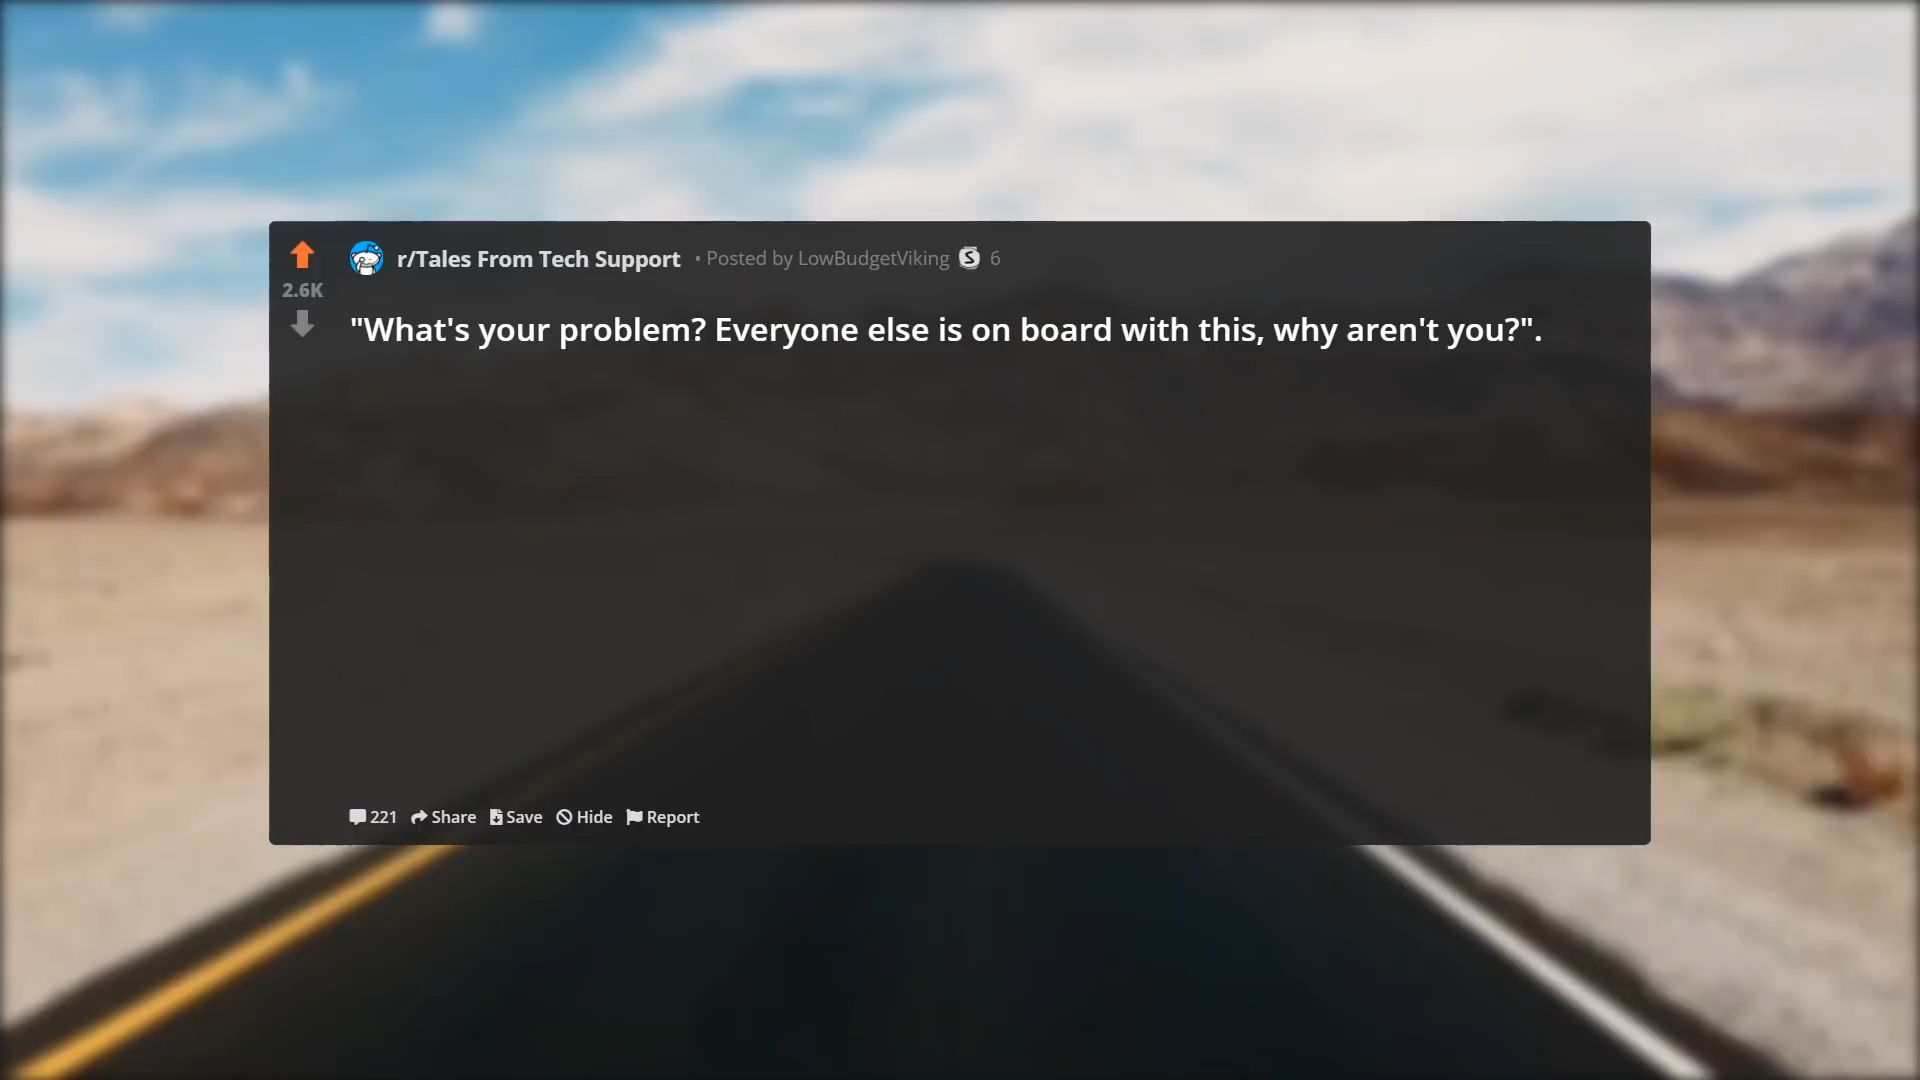 r/Tales From Tech Support • Posted by LowBudgetViking S 6
2.6K
"What's your problem? Everyone else is on board with this, why aren't you?".
221 Share Save Hide Report